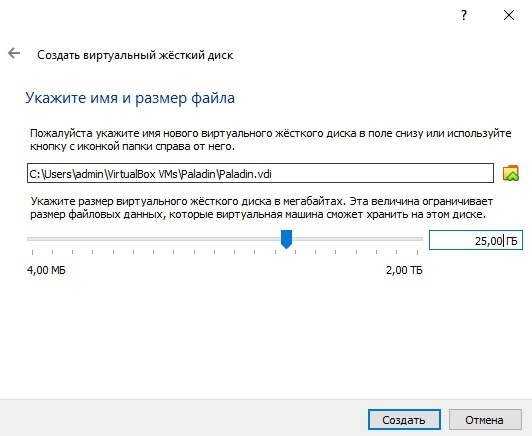 ?
Создать виртуальный жёсткий диск
Укажите имя и размер файла
Пожалуйста укажите имя нового виртуального жёсткого диска в поле снизу или используйте
кнопку с иконкой папки справа от него.
C:\Users\admin\VirtualBox VMs\Paladin\Paladin.vdi
Укажите размер виртуального жёсткого диска в мегабайтах. Эта величина ограничивает
размер файловых данных, которые виртуальная машина сможет хранить на этом диске.
25,00 ГБ
4,00 МБ 2,00 ТБ
Создать Отмена